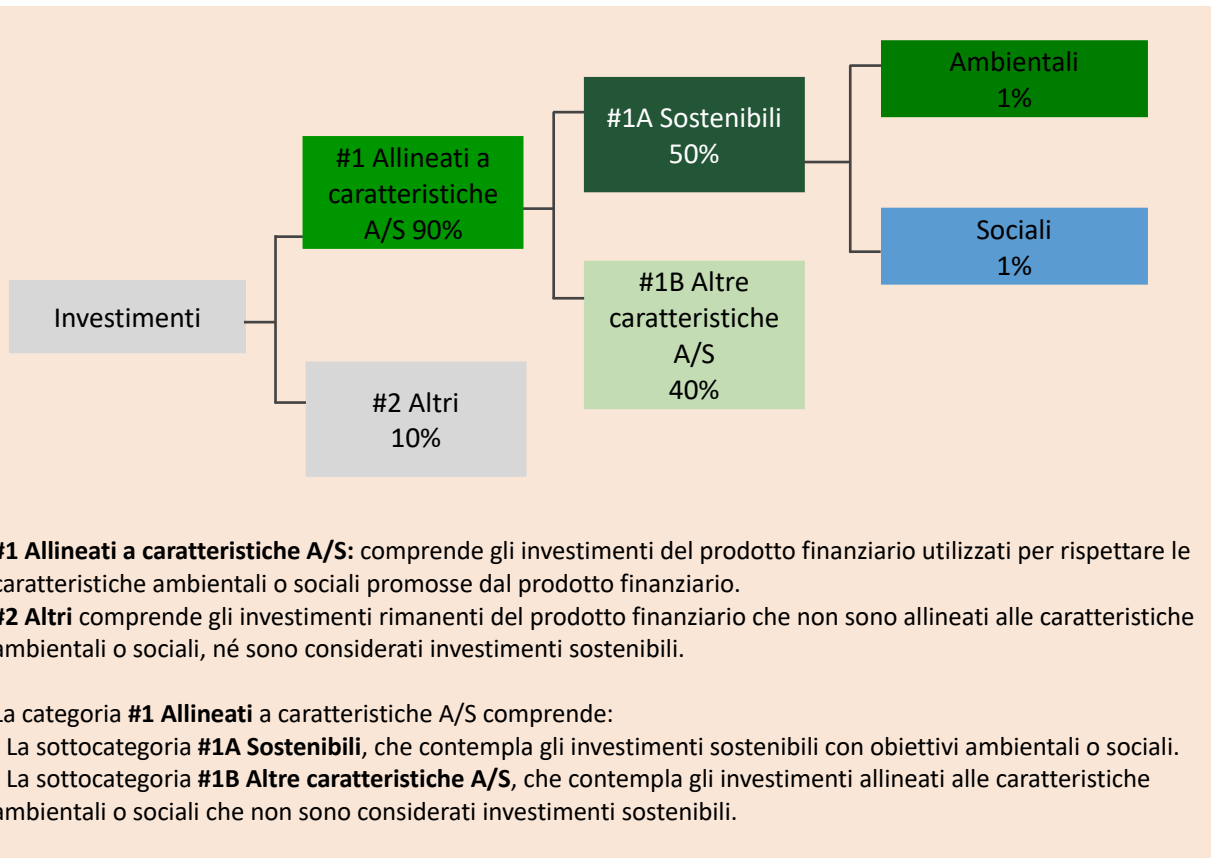 Ambientali
1%
#1A Sostenibili
50%
#1 Allineati a
caratteristiche
A/S 90%
Sociali
1%
#1B Altre
caratteristiche
A/S
40%
Investimenti
#2 Altri
10%
#1 Allineati a caratteristiche A/S: comprende gli investimenti del prodotto finanziario utilizzati per rispettare le
caratteristiche ambientali o sociali promosse dal prodotto finanziario.
#2 Altri comprende gli investimenti rimanenti del prodotto finanziario che non sono allineati alle caratteristiche
ambientali o sociali, né sono considerati investimenti sostenibili.
La categoria #1 Allineati a caratteristiche A/S comprende:
La sottocategoria #1A Sostenibili, che contempla gli investimenti sostenibili con obiettivi ambientali o sociali.
La sottocategoria #1B Altre caratteristiche A/S, che contempla gli investimenti allineati alle caratteristiche
ambientali o sociali che non sono considerati investimenti sostenibili.